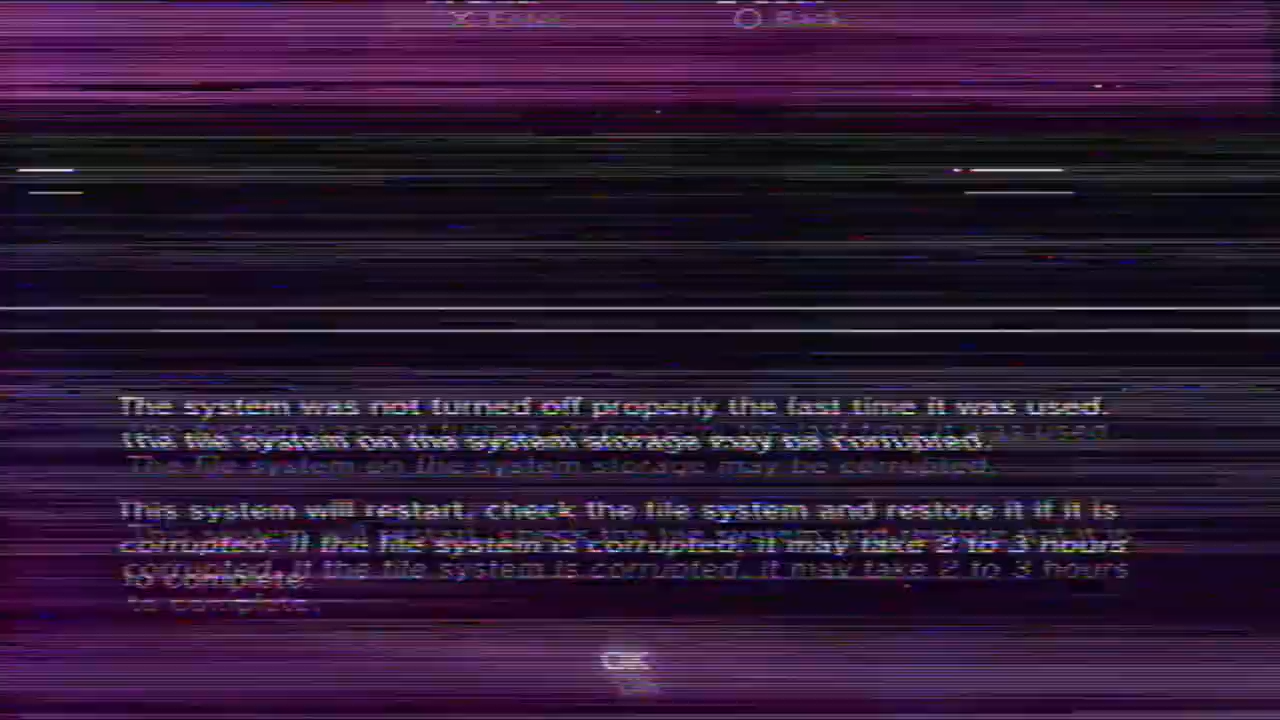 Enter Back
The system was not turned off properly the last time it was used.
The file system on the system storage may be corrupted.
This system will restart, check the file system and restore it if it is
corrupted. If the file system is corrupted, it may take 2 to 3 hours
to complete.
OK